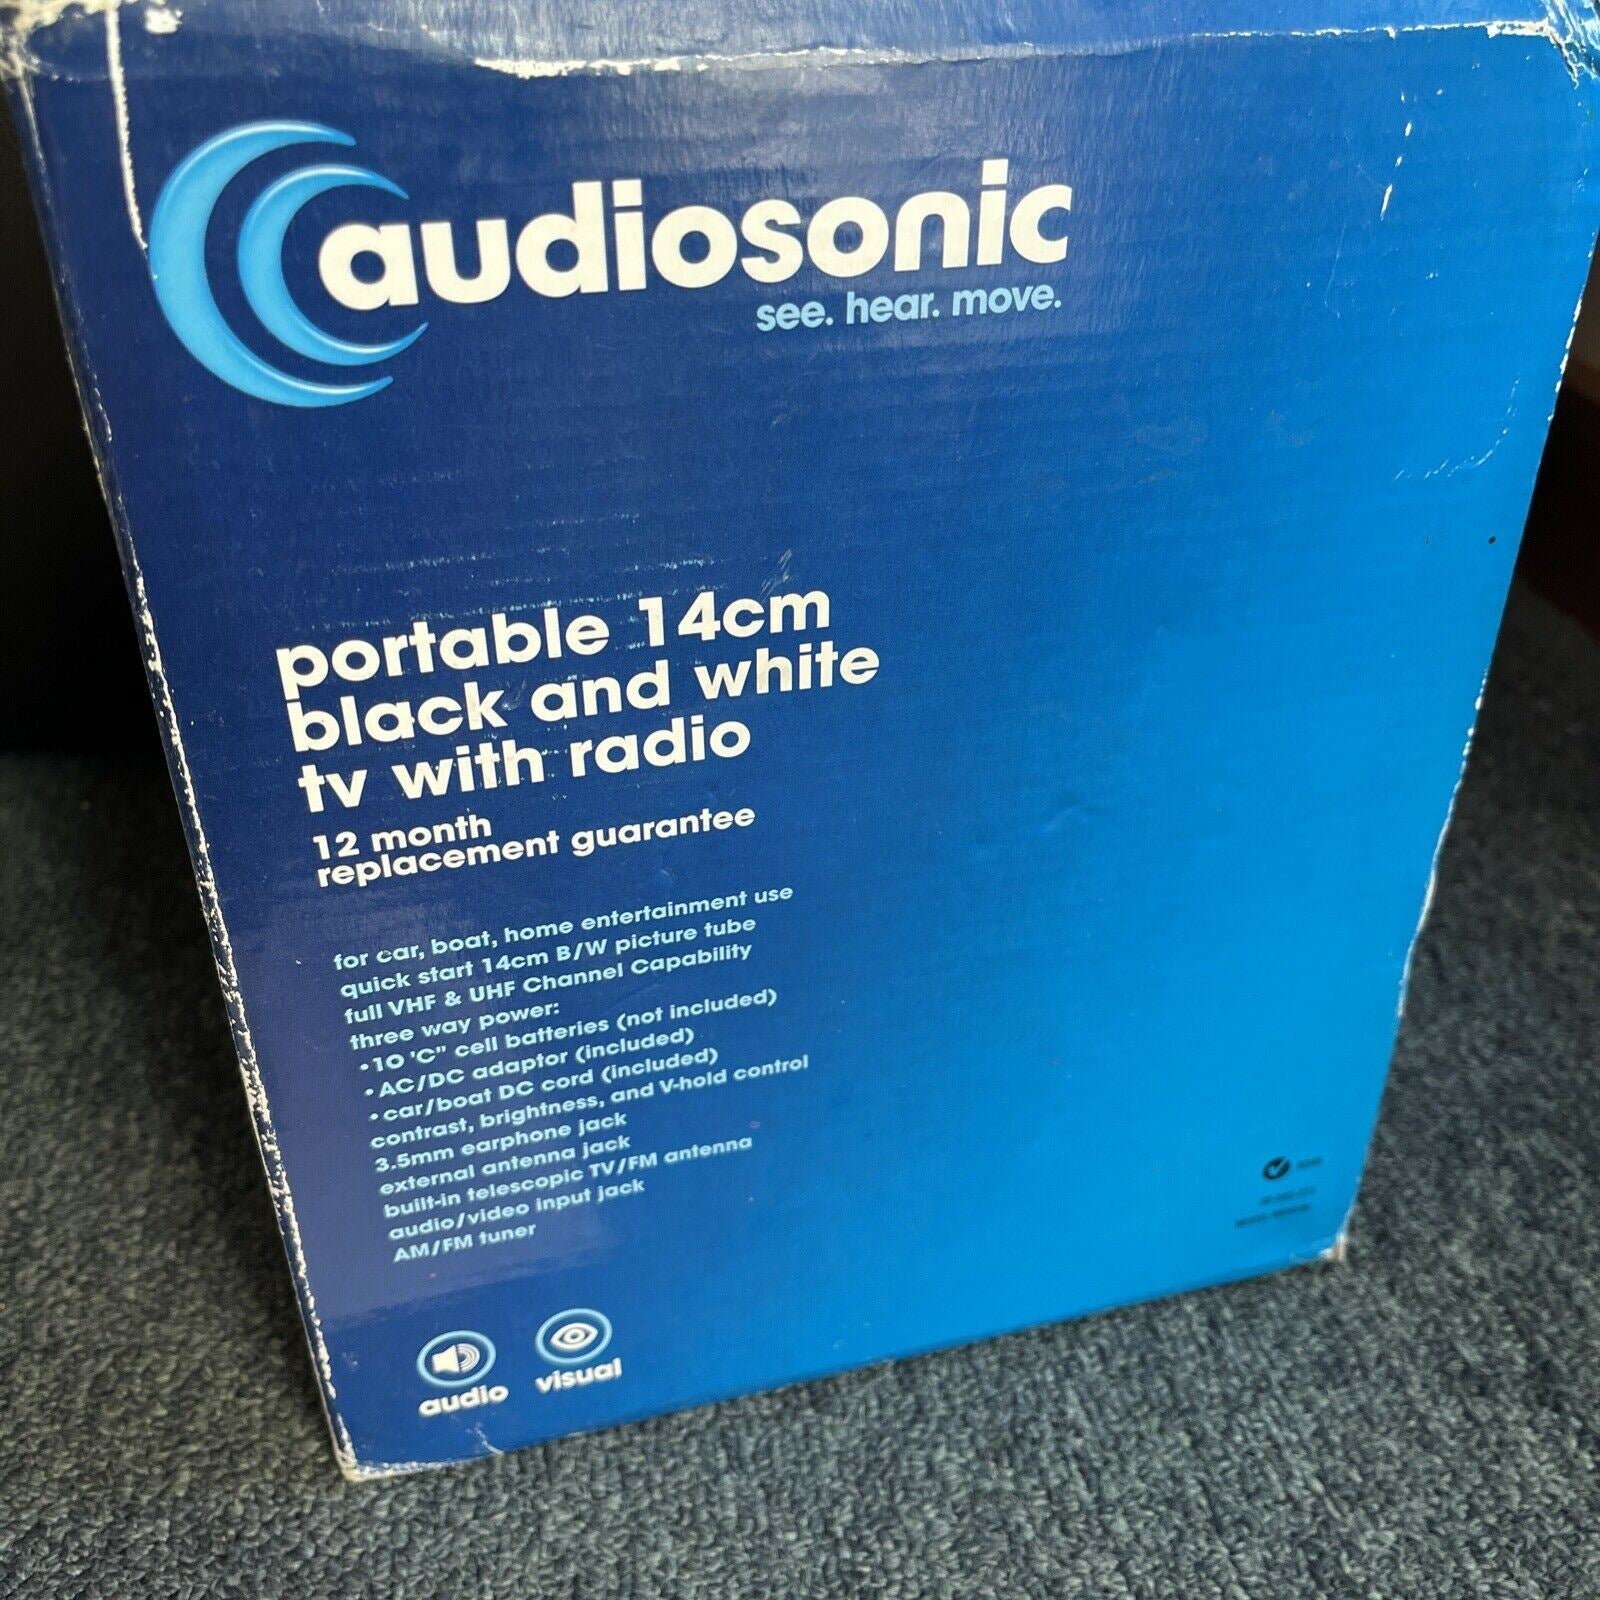 audiosonic
see. hear. move.
portable 14cm
black and white
tv with radio
12 month
replacement guarantee
for car, boat, home entertainment use
quick start 14cm B/W picture tube
full VHF & UHF Channel Capability
three way power:
•10 'C" cell batteries (not included)
•AC/DC adaptor (included)
•car/boat DC cord (included)
contrast, brightness, and V-hold control
3.5mm earphone jack
external antenna jack
built-in telescopic TV/FM antenna
audio/video input jack
AM/FM tuner
audio
visual